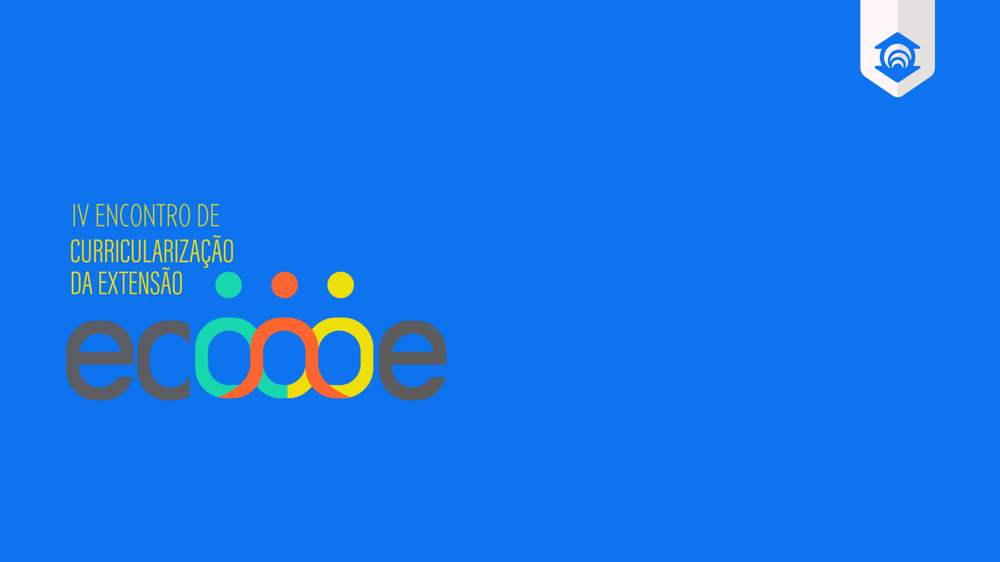 IV ENCONTRO DE
CURRICULARIZAÇÃO
DA EXTENSÃO
ecoooe